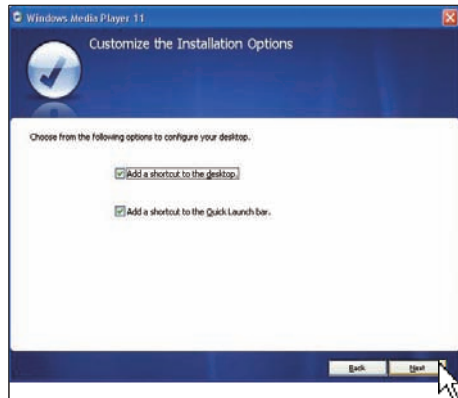 Windows Media Player 11
Customize the Installation Options
Choose from the following options to configure your desktop.
Add a shortcut to the desktop.
Add a shortcut to the Quick Launch bar.
Back Next